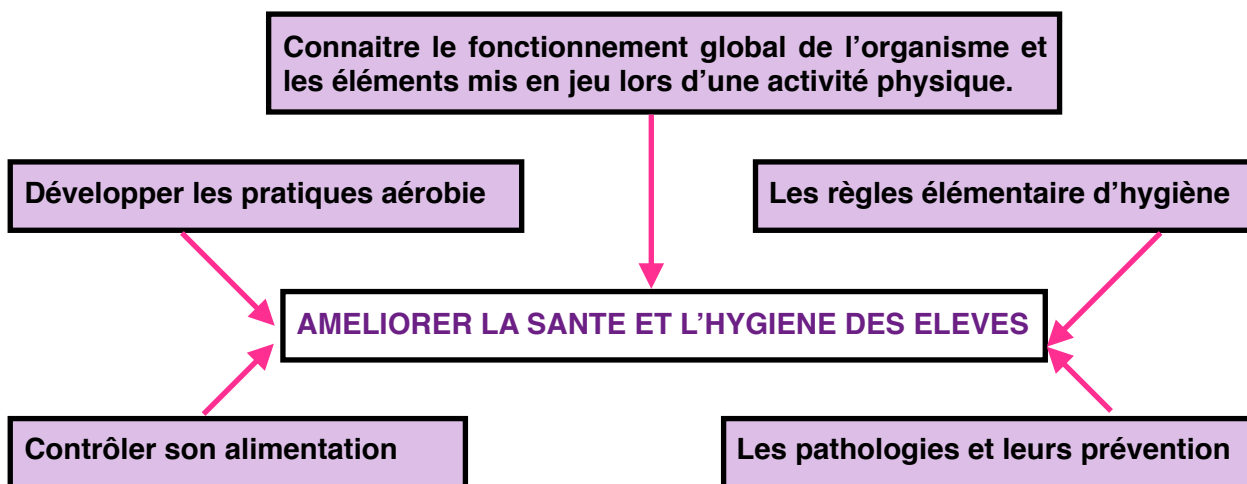 Connaitre le fonctionnement global de l’organisme et
les éléments mis en jeu lors d’une activité physique.
Développer les pratiques aérobie
Les règles élémentaire d’hygiène
AMELIORER LA SANTE ET L’HYGIENE DES ELEVES
Contrôler son alimentation
Les pathologies et leurs prévention